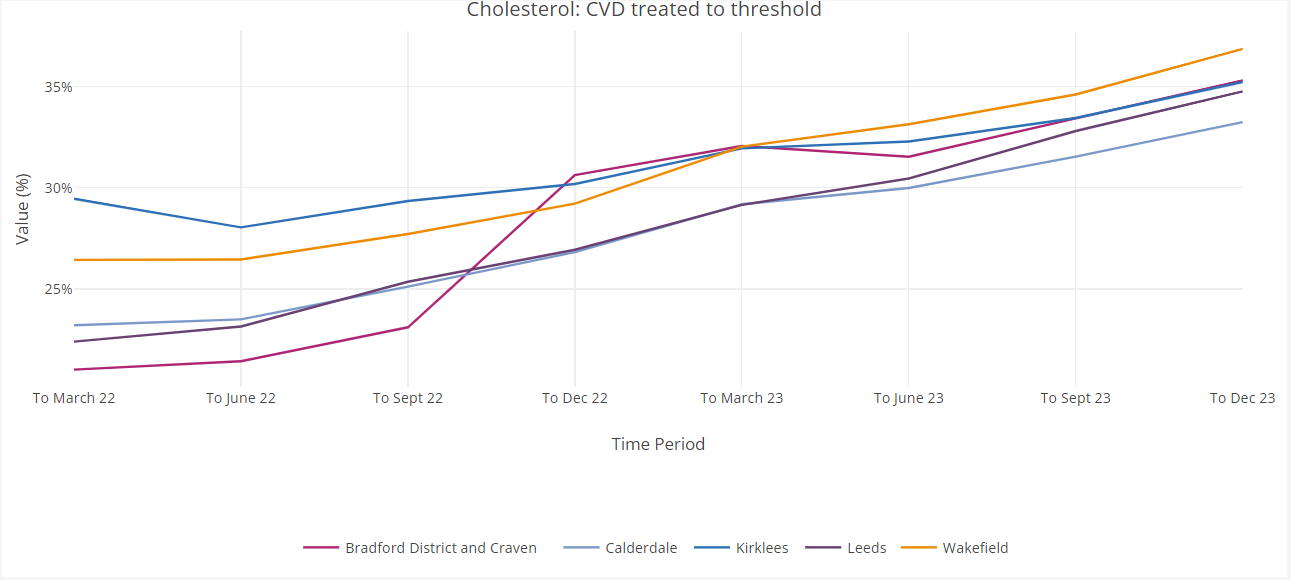 Cholesterol: CVD treated to threshold
35%
30%
25%
Value (%)
To March 22 To June 22 To Sept 22 To Dec 22 To March 23 To June 23 To Sept 23 To Dec 23
Time Period
Bradford District and Craven Calderdale Kirklees Leeds Wakefield